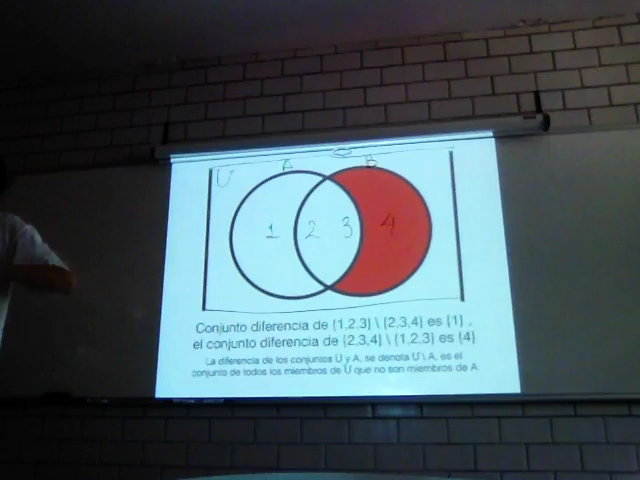 A B
U
1 2 3 4
Conjunto diferencia de {1,2,3} \ {2,3,4} es {1} ,
el conjunto diferencia de {2,3,4} \ {1,2,3} es {4}
La diferencia de los conjuntos U y A, se denota U \ A, es el
conjunto de todos los miembros de U que no son miembros de A